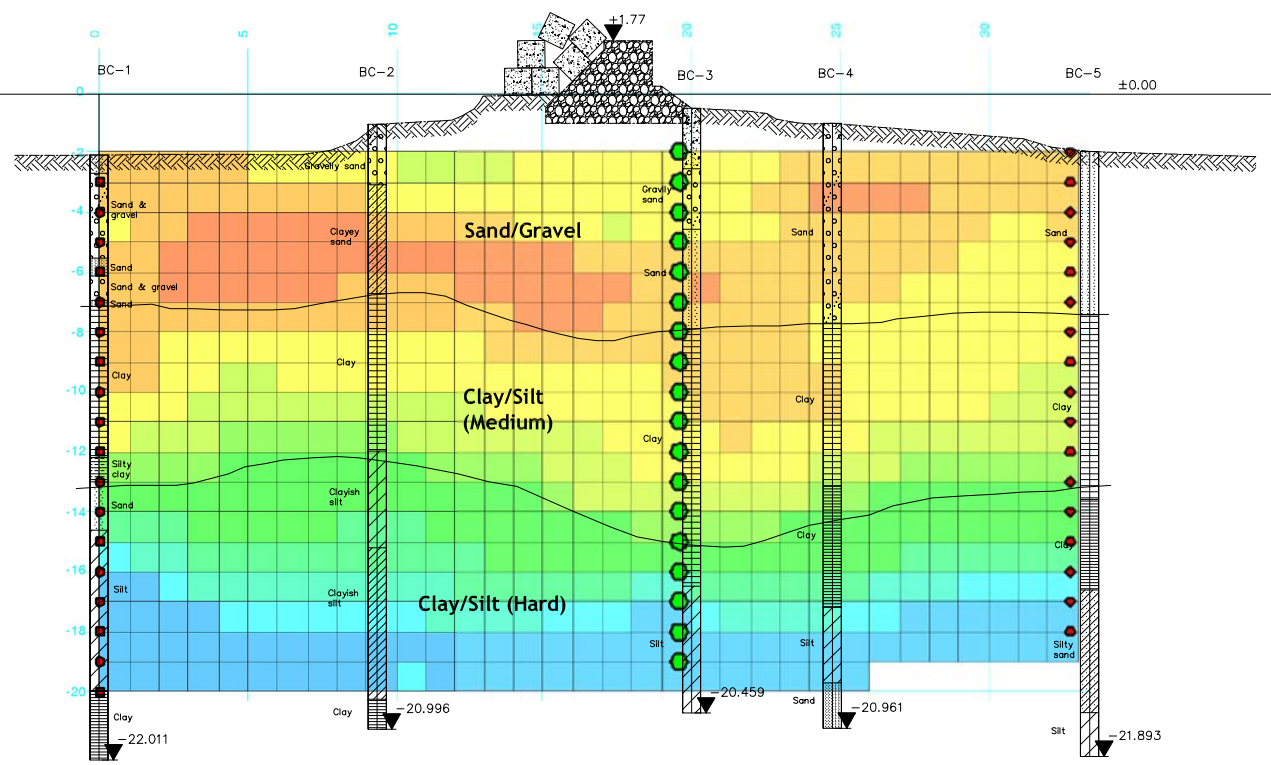 0
5
10
15
20
25
30
+1.77
BC-1
BC-2
BC-3
BC-4
BC-5
±0.00
0
-2
-4
-6
-8
-10
-12
-14
-16
-18
-20
Sand &
gravel
Sand
Sand & gravel
Sand
Clay
Silty
clay
Sand
Silt
Clay
-22.011
Gravelly sand
Clayey
sand
Clay
Clayish
silt
Clayish
silt
Clay
-20.996
Sand/Gravel
Clay/Silt
(Medium)
Clay/Silt (Hard)
Gravlly
sand
Sand
Clay
Silt
-20.459
Sand
Clay
Clay
Silt
Sand
-20.961
Sand
Clay
Clay
Silty
sand
Silt
-21.893